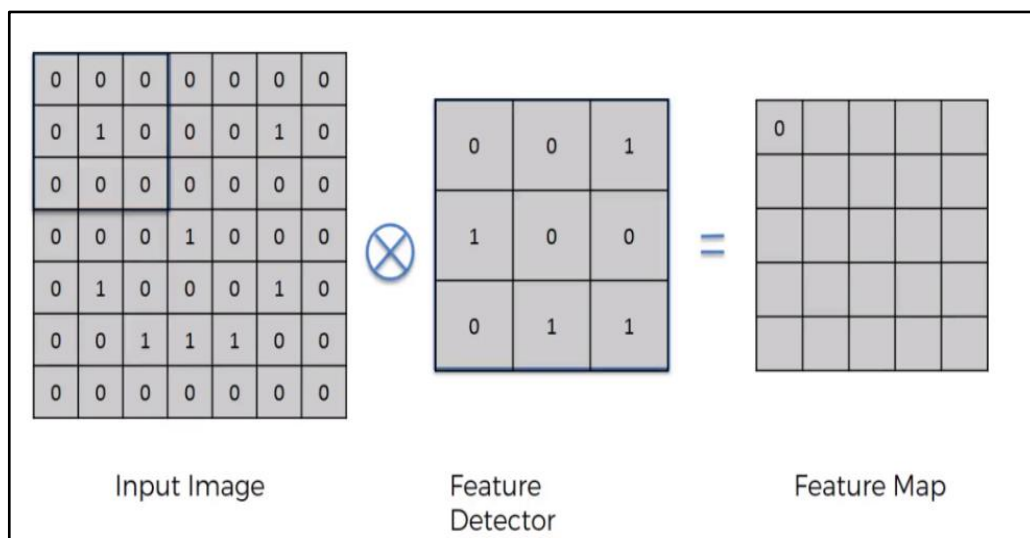 0 0 0 0 0 0 0
0 1 0 0 0 1 0
0 0 0 0 0 0 0
0 0 0 1 0 0 0
0 1 0 0 0 1 0
0 0 1 1 1 0 0
0 0 0 0 0 0 0
Input Image
0 0 1
1 0 0
0 1 1
Feature
Detector
=
0
Feature Map